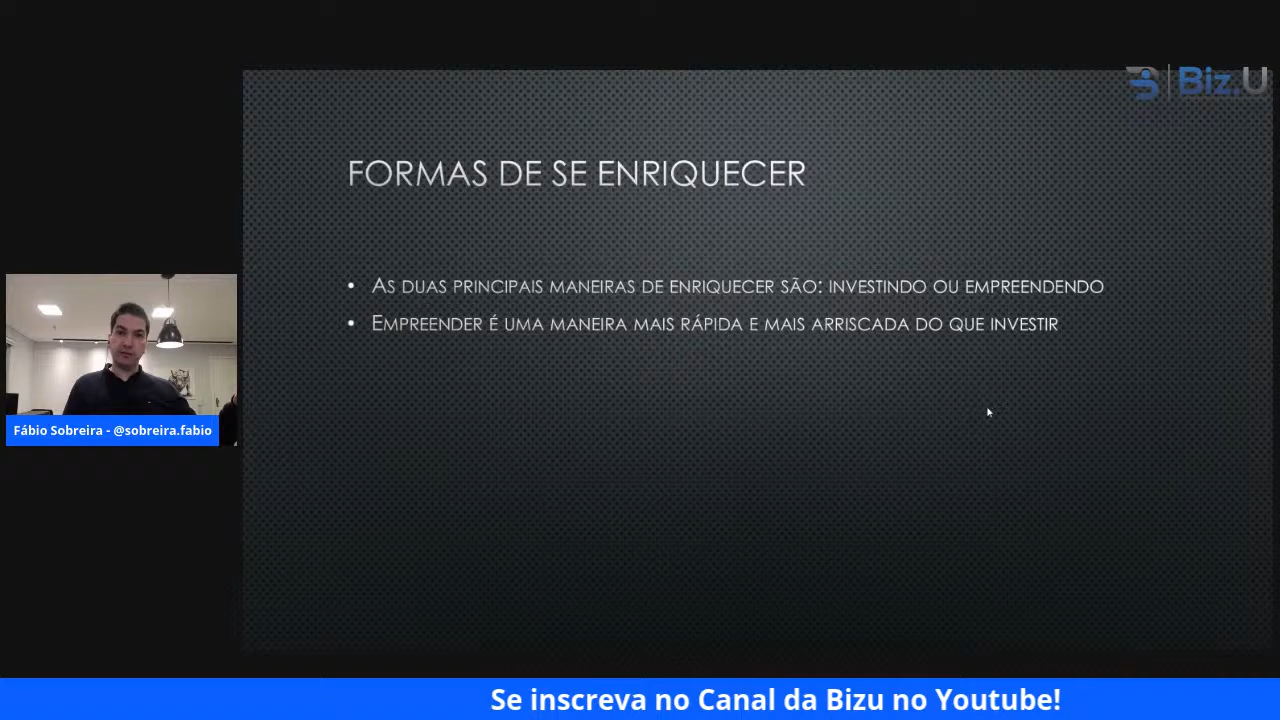 Biz.U
FORMAS DE SE ENRIQUECER
• AS DUAS PRINCIPAIS MANEIRAS DE ENRIQUECER SÃO: INVESTINDO OU EMPREENDENDO
• EMPREENDER É UMA MANEIRA MAIS RÁPIDA E MAIS ARRISCADA DO QUE INVESTIR
Fábio Sobreira - @sobreira.fabio
Se inscreva no Canal da Bizu no Youtube!